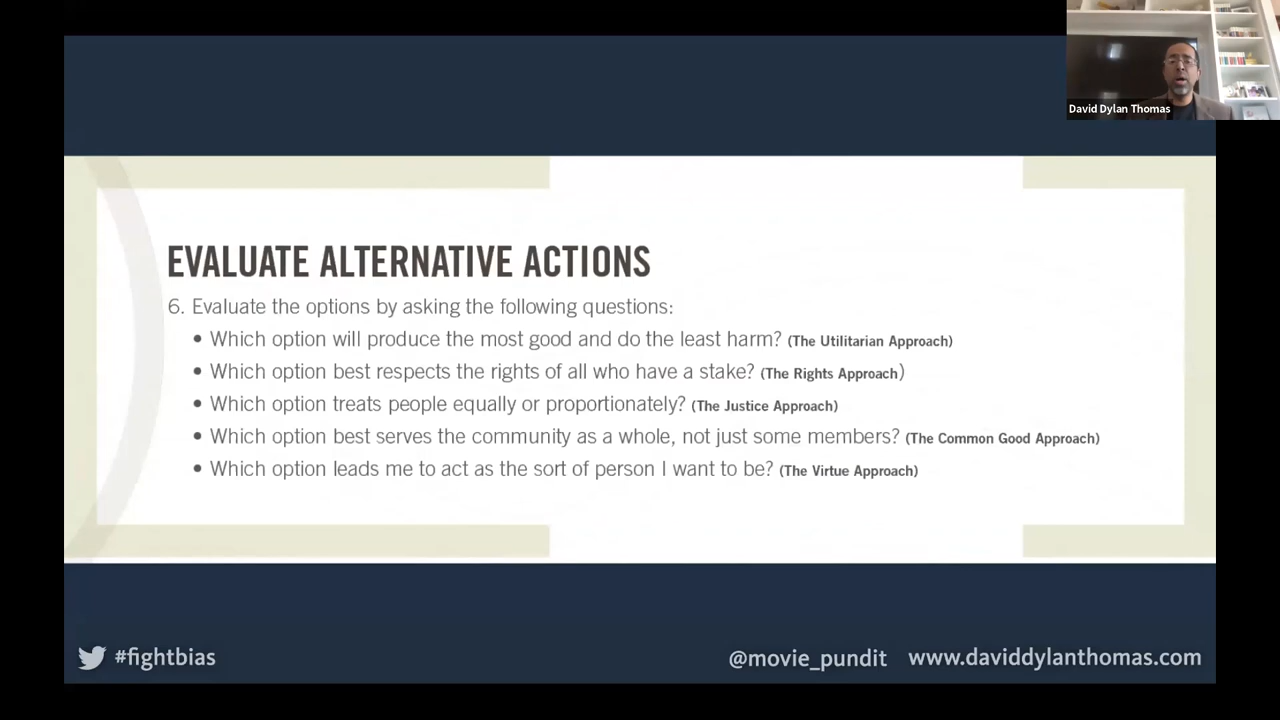 David Dylan Thomas
EVALUATE ALTERNATIVE ACTIONS
6. Evaluate the options by asking the following questions:
• Which option will produce the most good and do the least harm? (The Utilitarian Approach)
• Which option best respects the rights of all who have a stake? (The Rights Approach)
• Which option treats people equally or proportionately? (The Justice Approach)
• Which option best serves the community as a whole, not just some members? (The Common Good Approach)
• Which option leads me to act as the sort of person I want to be? (The Virtue Approach)
#fightbias
@movie_pundit www.daviddylanthomas.com